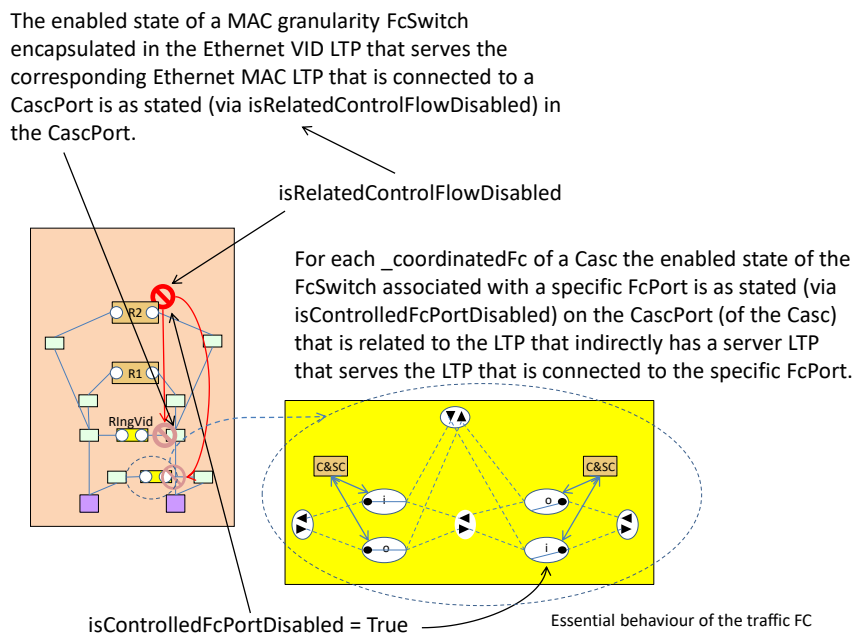 The enabled state of a MAC granularity FcSwitch
encapsulated in the Ethernet VID LTP that serves the
corresponding Ethernet MAC LTP that is connected to a
CascPort is as stated (via isRelatedControlFlowDisabled) in
the CascPort.
isRelatedControlFlowDisabled
For each _coordinatedFc of a Casc the enabled state of the
FcSwitch associated with a specific FcPort is as stated (via
isControlledFcPortDisabled) on the CascPort (of the Casc)
that is related to the LTP that indirectly has a server LTP
that serves the LTP that is connected to the specific FcPort.
R2
R1
RIngVid
C&SC
C&SC
i
o
o
i
isControlledFcPortDisabled = True
Essential behaviour of the traffic FC